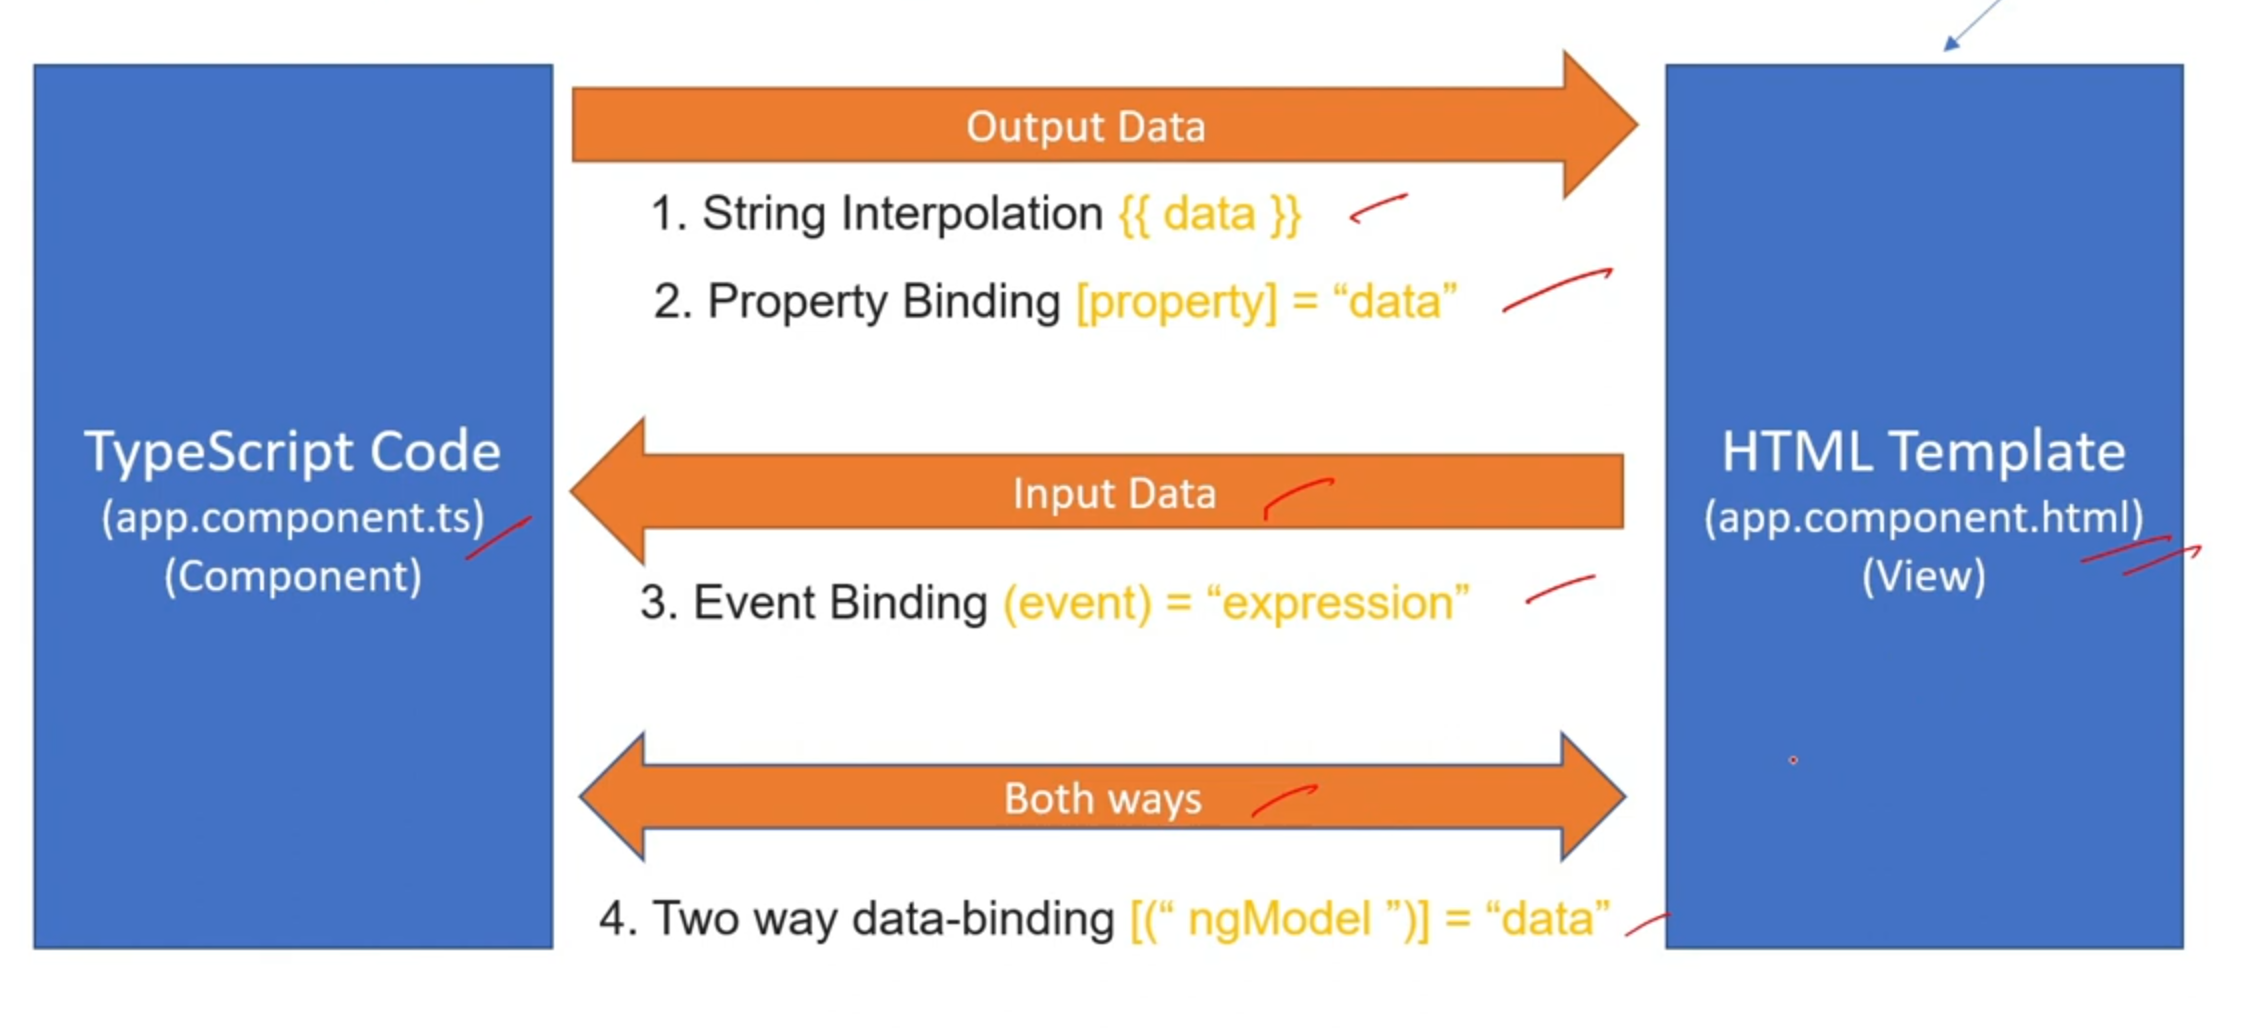 Output Data
1. String Interpolation {{ data }}
2. Property Binding [property] = “data”
TypeScript Code
(app.component.ts)
(Component)
Input Data
HTML Template
(app.component.html)
(View)
3. Event Binding (event) = “expression”
Both ways
4. Two way data-binding [(“ ngModel ”)] = “data”